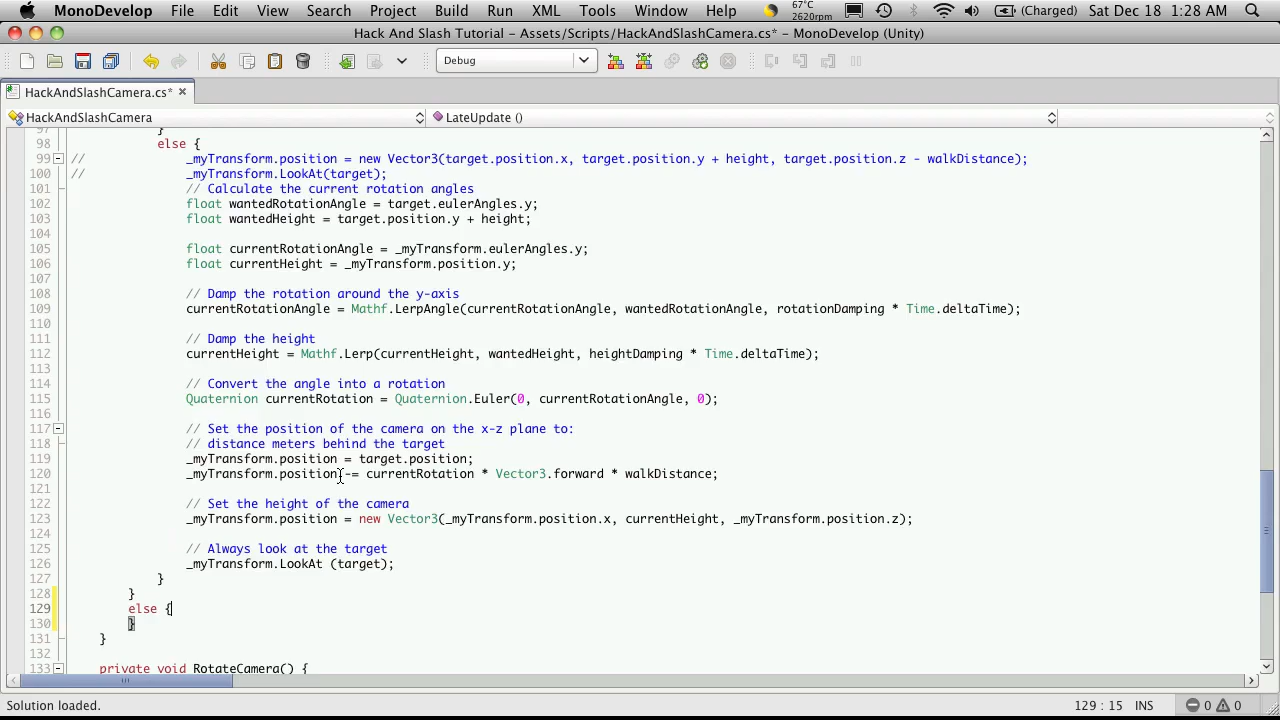 MonoDevelop File Edit View Search Project Build Run XML Tools Window Help 67°C 2620rpm (Charged) Sat Dec 18 1:28 AM
Hack And Slash Tutorial - Assets/Scripts/HackAndSlashCamera.cs* - MonoDevelop (Unity)
Debug
HackAndSlashCamera.cs* ×
HackAndSlashCamera LateUpdate ()
97 }
98 else {
99 // _myTransform.position = new Vector3(target.position.x, target.position.y + height, target.position.z - walkDistance);
100 // _myTransform.LookAt(target);
101 // Calculate the current rotation angles
102 float wantedRotationAngle = target.eulerAngles.y;
103 float wantedHeight = target.position.y + height;
104
105 float currentRotationAngle = _myTransform.eulerAngles.y;
106 float currentHeight = _myTransform.position.y;
107
108 // Damp the rotation around the y-axis
109 currentRotationAngle = Mathf.LerpAngle(currentRotationAngle, wantedRotationAngle, rotationDamping * Time.deltaTime);
110
111 // Damp the height
112 currentHeight = Mathf.Lerp(currentHeight, wantedHeight, heightDamping * Time.deltaTime);
113
114 // Convert the angle into a rotation
115 Quaternion currentRotation = Quaternion.Euler(0, currentRotationAngle, 0);
116
117 // Set the position of the camera on the x-z plane to:
118 // distance meters behind the target
119 _myTransform.position = target.position;
120 _myTransform.position -= currentRotation * Vector3.forward * walkDistance;
121
122 // Set the height of the camera
123 _myTransform.position = new Vector3(_myTransform.position.x, currentHeight, _myTransform.position.z);
124
125 // Always look at the target
126 _myTransform.LookAt (target);
127 }
128 }
129 else {
130 }
131 }
132
133 private void RotateCamera() {
Solution loaded. 129 : 15 INS 0 0